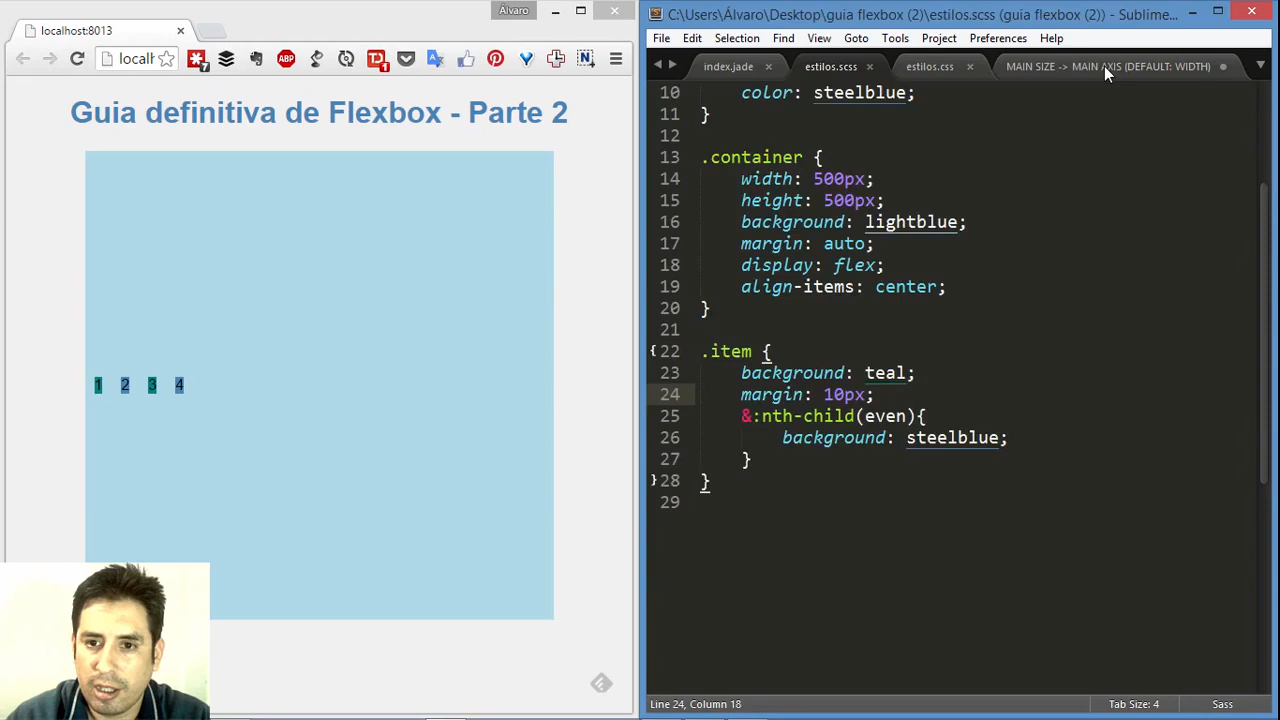 Álvaro
C:\Users\Álvaro\Desktop\guia flexbox (2)\estilos.scss (guia flexbox (2)) - Sublime...
localhost:8013
File Edit Selection Find View Goto Tools Project Preferences Help
localh
7
1
index.jade
estilos.scss
estilos.css
MAIN SIZE -> MAIN AXIS (DEFAULT: WIDTH)
Guia definitiva de Flexbox - Parte 2
1 2 3 4
10 color: steelblue;
11 }
12
13 .container {
14 width: 500px;
15 height: 500px;
16 background: lightblue;
17 margin: auto;
18 display: flex;
19 align-items: center;
20 }
21
{ 22 .item {
23 background: teal;
24 margin: 10px;
25 &:nth-child(even){
26 background: steelblue;
27 }
} 28 }
29
Line 24, Column 18
Tab Size: 4
Sass